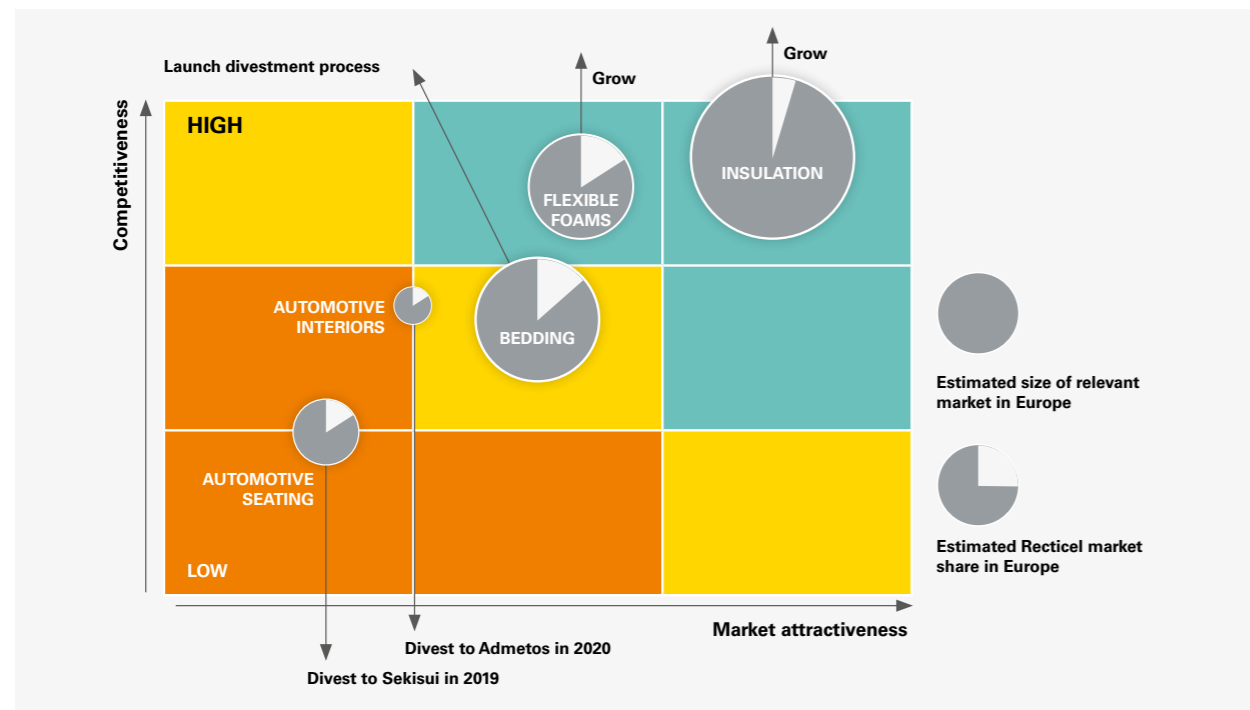 Launch divestment process
Grow
Grow
Competitiveness
HIGH
INSULATION
FLEXIBLE
FOAMS
AUTOMOTIVE
INTERIORS
BEDDING
Estimated size of relevant
market in Europe
AUTOMOTIVE
SEATING
Estimated Recticel market
share in Europe
LOW
Market attractiveness
Divest to Admetos in 2020
Divest to Sekisui in 2019